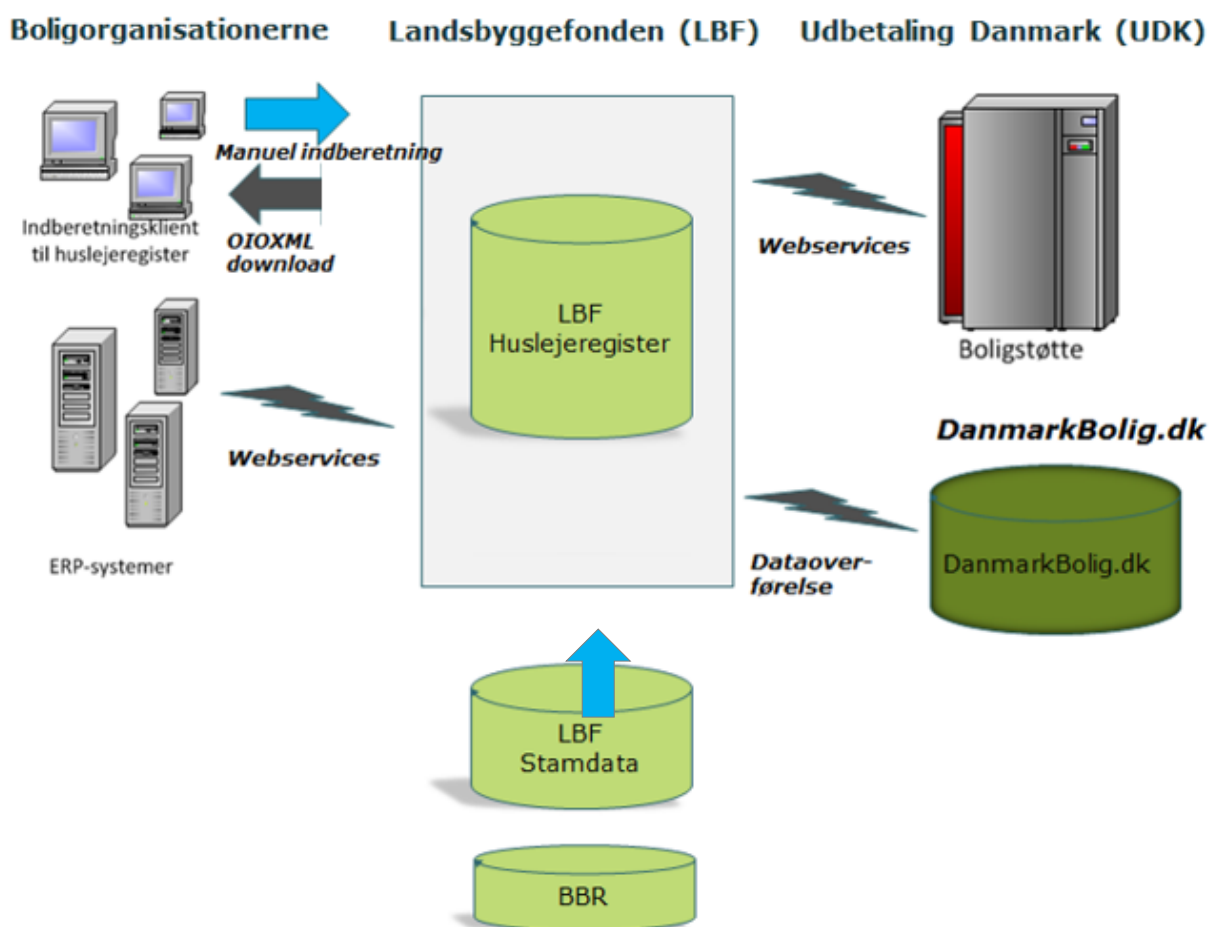 Boligorganisationerne
Landsbyggefonden (LBF)
Udbetaling Danmark (UDK)
Manuel indberetning
Indberetningsklient
til huslejeregister
OIOXML
download
LBF
Huslejeregister
Webservices
Boligstøtte
Webservices
ERP-systemer
DanmarkBolig.dk
DanmarkBolig.dk
Dataover-
førelse
LBF
Stamdata
BBR